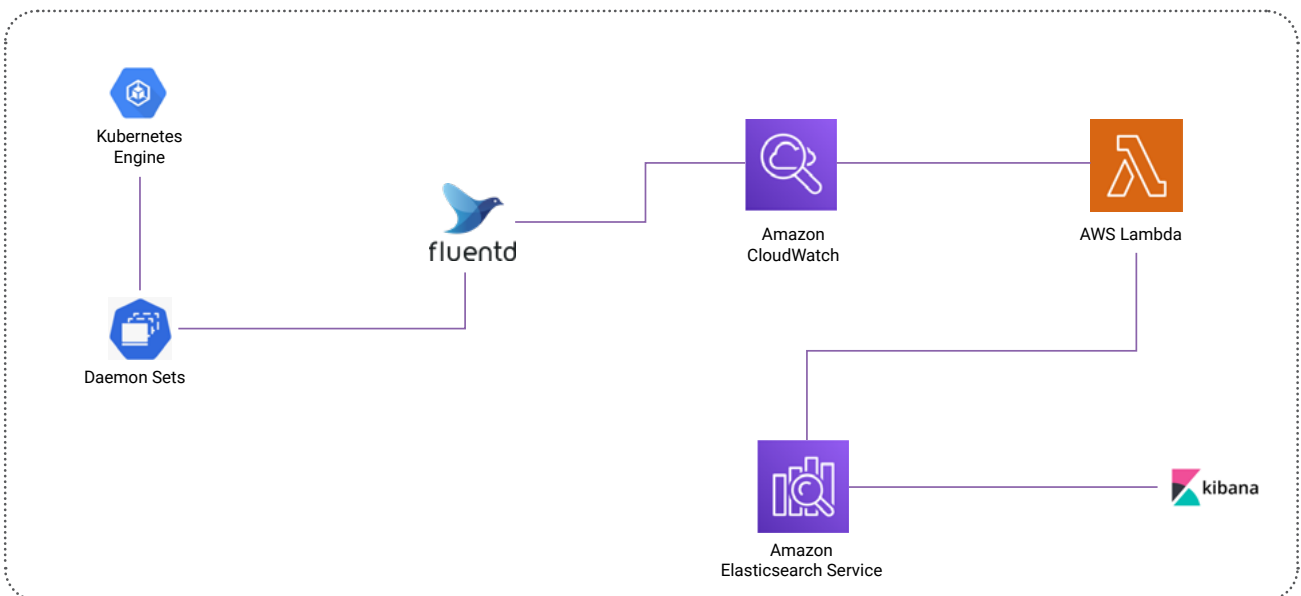 Kubernetes
Engine
fluentd
Amazon
CloudWatch
AWS Lambda
Daemon Sets
kibana
Amazon
Elasticsearch Service